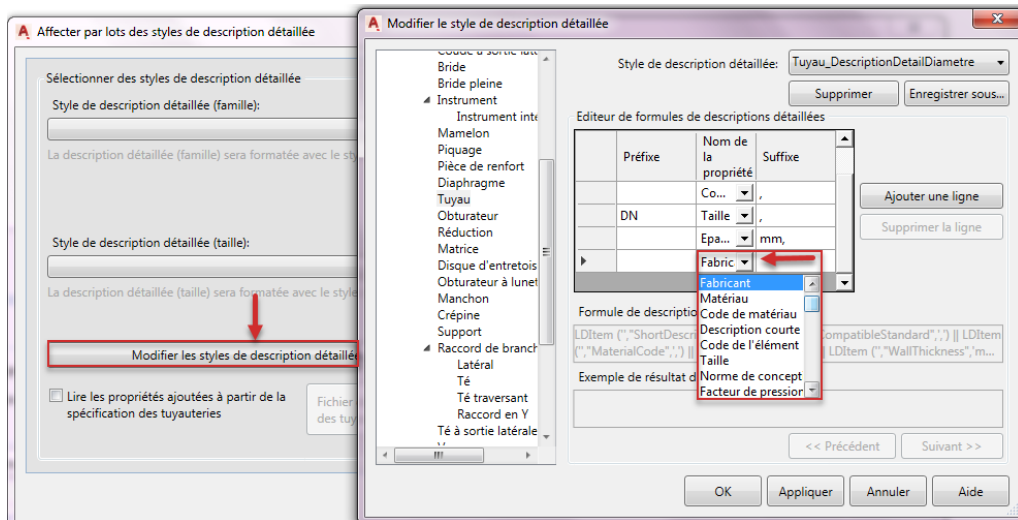 Affecter par lots des styles de description détaillée
Sélectionner des styles de description détaillée
Style de description détaillée (famille):
La description détaillée (famille) sera formatée avec le sty
Style de description détaillée (taille):
La description détaillée (taille) sera formatée avec le style
Modifier les styles de description détaillée
Lire les propriétés ajoutées à partir de la
spécification des tuyauteries
Fichier
des tuy
Modifier le style de description détaillée
Bride
Bride pleine
Instrument
Instrument inte
Mamelon
Piquage
Pièce de renfort
Diaphragme
Tuyau
Obturateur
Réduction
Matrice
Disque d'entretois
Obturateur à lunet
Manchon
Crépine
Support
Raccord de branch
Latéral
Té
Té traversant
Raccord en Y
Té à sortie latérale
Style de description détaillée:
Tuyau_DescriptionDetailDiametre
Supprimer
Enregistrer sous...
Editeur de formules de descriptions détaillées
Préfixe
Nom de
la
propriété
Suffixe
Co... ,
DN Taille ,
Epa... mm,
Fabric
Ajouter une ligne
Supprimer la ligne
Fabricant
Matériau
Code de matériau
Description courte
Code de l'élément
Taille
Norme de concept
Facteur de pression
Formule de descriptio
LDItem ('',"ShortDescri
ompatibleStandard",',') || LDItem
('',"MaterialCode",',') ||
LDItem ('',"WallThickness",'m...
Exemple de résultat d
<< Précédent
Suivant >>
OK
Appliquer
Annuler
Aide